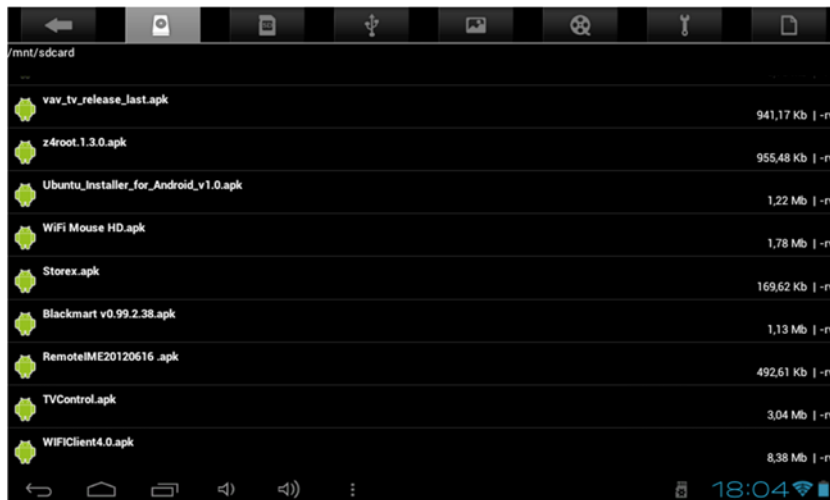 /mnt/sdcard
vav_tv_release_last.apk
941,17 Kb | -r
z4root.1.3.0.apk
955,48 Kb | -r
Ubuntu_Installer_for_Android_v1.0.apk
1,22 Mb | -r
WiFi Mouse HD.apk
1,78 Mb | -r
Storex.apk
169,62 Kb | -r
Blackmart v0.99.2.38.apk
1,13 Mb | -r
RemoteIME20120616 .apk
492,61 Kb | -r
TVControl.apk
3,04 Mb | -r
WIFIClient4.0.apk
8,38 Mb | -r
18:04